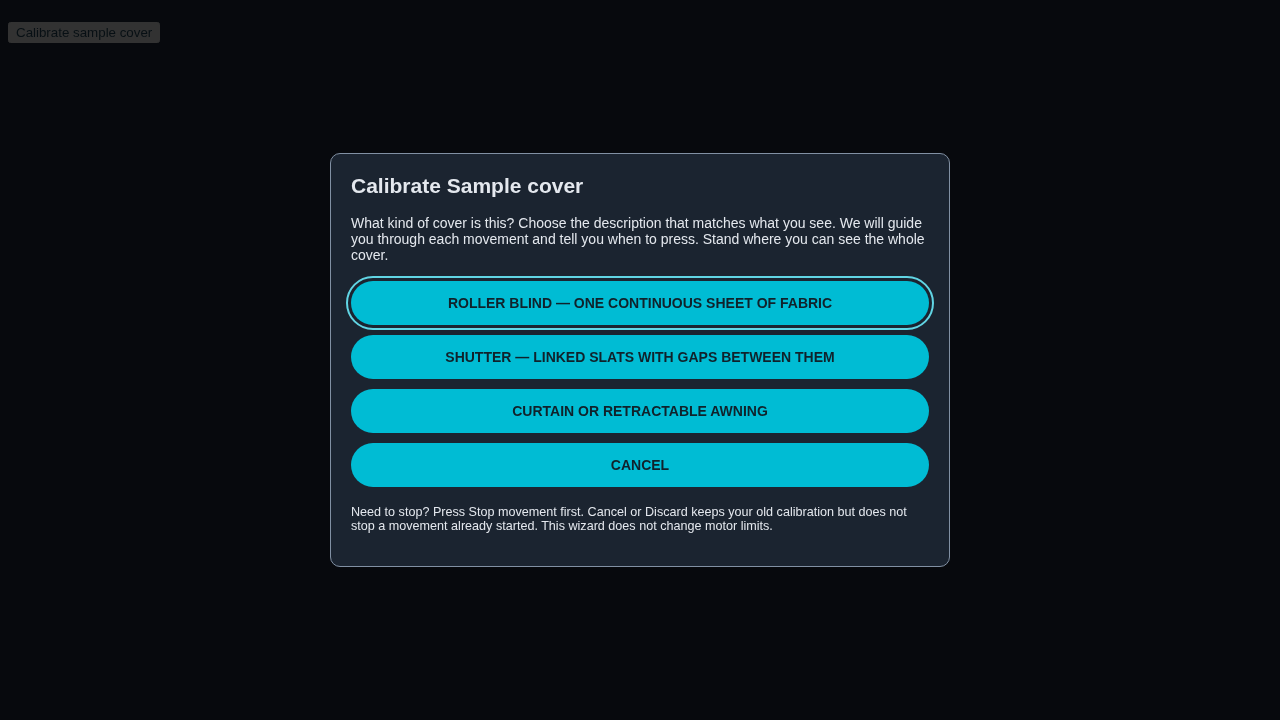 Calibrate sample cover
Calibrate Sample cover
What kind of cover is this? Choose the description that matches what you see. We will guide
you through each movement and tell you when to press. Stand where you can see the whole
cover.
ROLLER BLIND — ONE CONTINUOUS SHEET OF FABRIC
SHUTTER — LINKED SLATS WITH GAPS BETWEEN THEM
CURTAIN OR RETRACTABLE AWNING
CANCEL
Need to stop? Press Stop movement first. Cancel or Discard keeps your old calibration but does not
stop a movement already started. This wizard does not change motor limits.